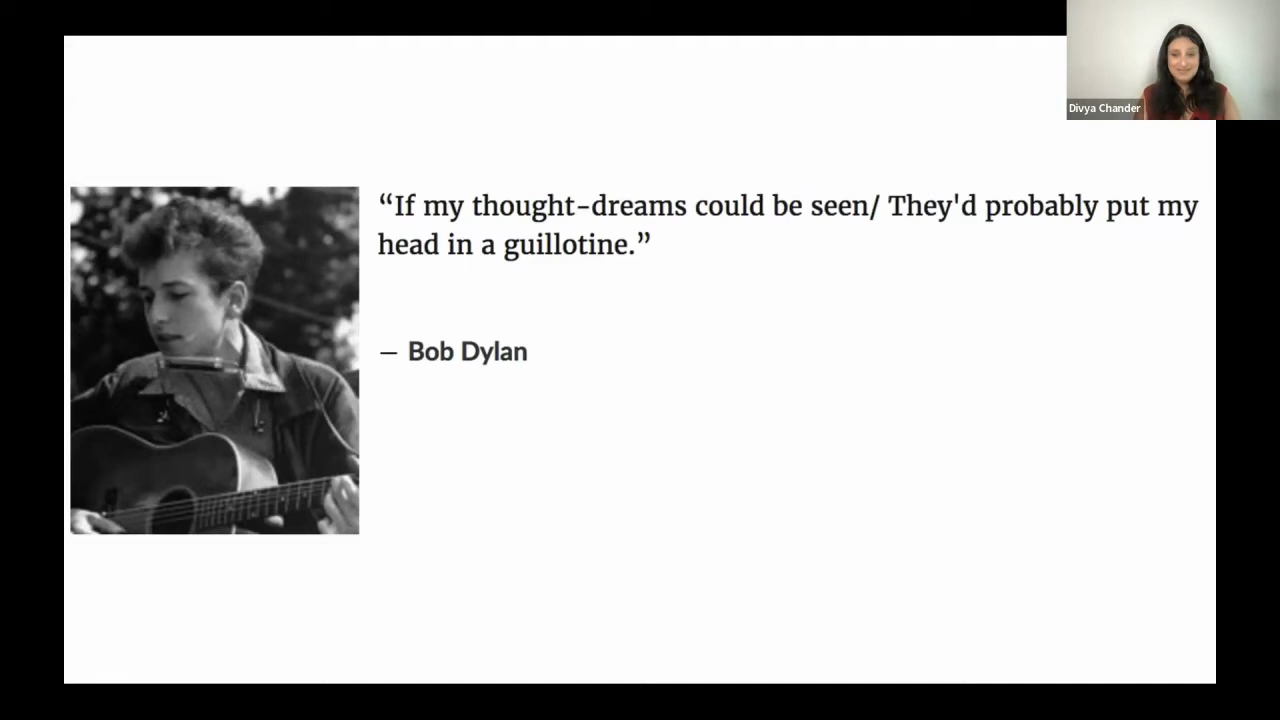 Divya Chander
“If my thought-dreams could be seen/ They'd probably put my
head in a guillotine.”
— Bob Dylan